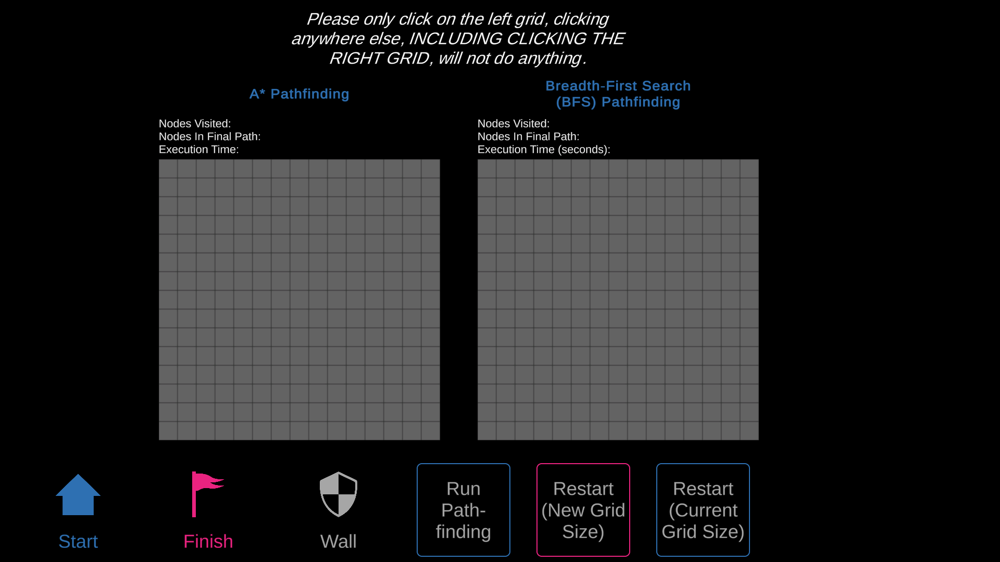 Please only click on the left grid, clicking
anywhere else, INCLUDING CLICKING THE
RIGHT GRID, will not do anything.
A* Pathfinding
Nodes Visited:
Nodes In Final Path:
Execution Time:
Breadth-First Search
(BFS) Pathfinding
Nodes Visited:
Nodes In Final Path:
Execution Time (seconds):
Start
Finish
Wall
Run
Path-
finding
Restart
(New Grid
Size)
Restart
(Current
Grid Size)